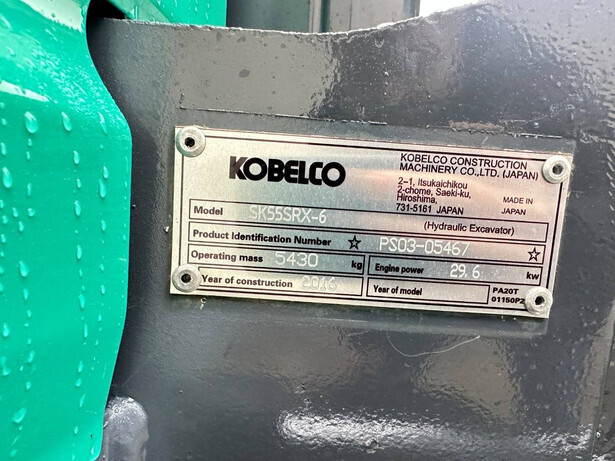 KOBELCO
KOBELCO CONSTRUCTION
MACHINERY CO.,LTD. (JAPAN)
2-1, Itsukaichikou
2-chome, Saeki-ku,
Hiroshima,
731-5161 JAPAN
MADE IN
JAPAN
Model SK55SRX-6 (Hydraulic Excavator)
Product Identification Number ☆ PS03-05467 ☆
Operating mass 5430 kg
Engine power 29.6 kw
Year of construction 2016
Year of model
PA20T
01150P2